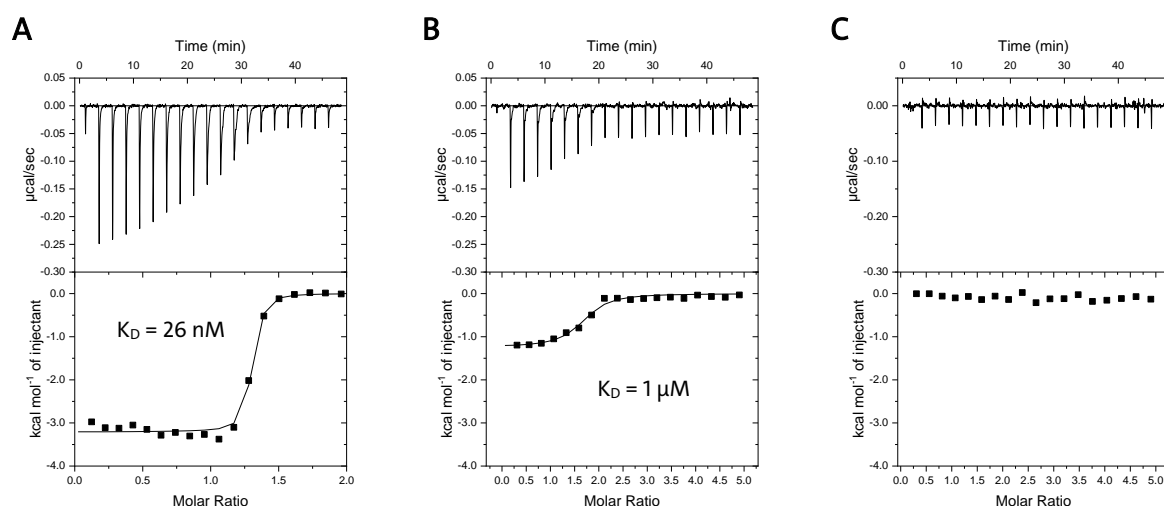 A
Time (min)
0 10 20 30 40
0.05
0.00
-0.05
-0.10
-0.15
-0.20
-0.25
-0.30
µcal/sec
0.0
-1.0
-2.0
-3.0
-4.0
kcal mol⁻¹ of injectant
K_D = 26 nM
0.0 0.5 1.0 1.5 2.0
Molar Ratio
B
Time (min)
0 10 20 30 40
0.05
0.00
-0.05
-0.10
-0.15
-0.20
-0.25
-0.30
µcal/sec
0.0
-1.0
-2.0
-3.0
-4.0
kcal mol⁻¹ of injectant
K_D = 1 µM
0.0 0.5 1.0 1.5 2.0 2.5 3.0 3.5 4.0 4.5 5.0
Molar Ratio
C
Time (min)
0 10 20 30 40
0.00
-0.10
-0.20
-0.30
µcal/sec
0.0
-1.0
-2.0
-3.0
-4.0
kcal mol⁻¹ of injectant
0.0 0.5 1.0 1.5 2.0 2.5 3.0 3.5 4.0 4.5 5.0
Molar Ratio